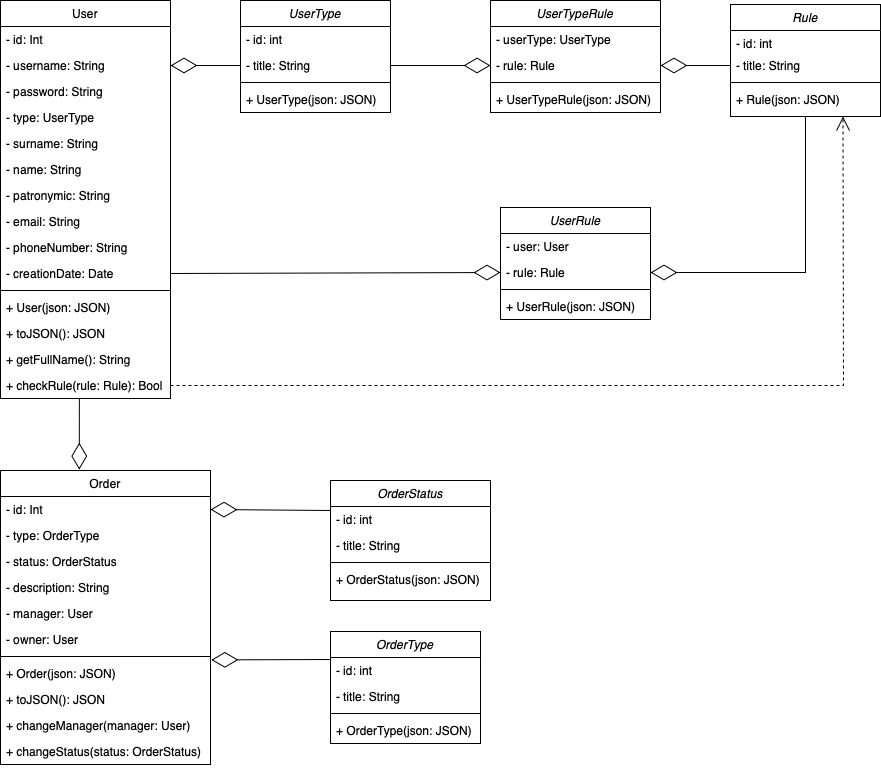 User
- id: Int
- username: String
- password: String
- type: UserType
- surname: String
- name: String
- patronymic: String
- email: String
- phoneNumber: String
- creationDate: Date
+ User(json: JSON)
+ toJSON(): JSON
+ getFullName(): String
+ checkRule(rule: Rule): Bool
UserType
- id: int
- title: String
+ UserType(json: JSON)
UserTypeRule
- userType: UserType
- rule: Rule
+ UserTypeRule(json: JSON)
Rule
- id: int
- title: String
+ Rule(json: JSON)
UserRule
- user: User
- rule: Rule
+ UserRule(json: JSON)
Order
- id: Int
- type: OrderType
- status: OrderStatus
- description: String
- manager: User
- owner: User
+ Order(json: JSON)
+ toJSON(): JSON
+ changeManager(manager: User)
+ changeStatus(status: OrderStatus)
OrderStatus
- id: int
- title: String
+ OrderStatus(json: JSON)
OrderType
- id: int
- title: String
+ OrderType(json: JSON)